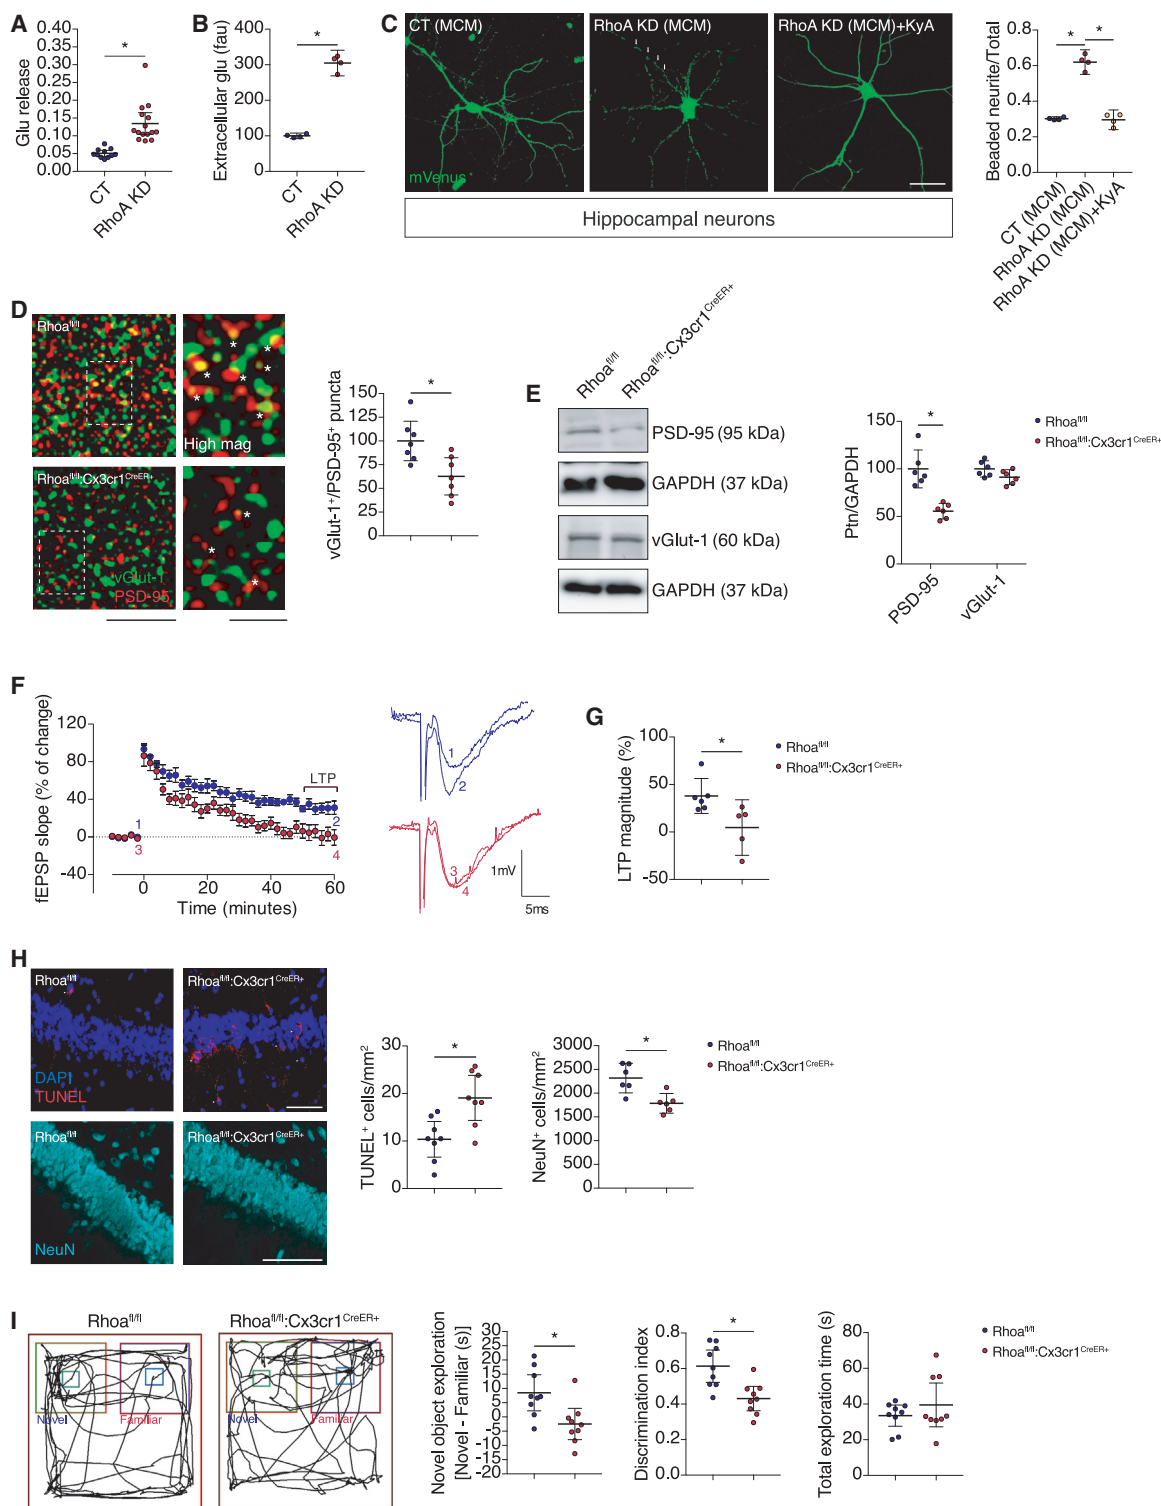 A
Glu release
0.40
0.35
0.30
0.25
0.20
0.15
0.10
0.05
0.00
*
CT
RhoA KD
B
Extracellular glu (fau)
400
300
200
100
0
*
CT
RhoA KD
C
CT (MCM)
RhoA KD (MCM)
RhoA KD (MCM)+KyA
mVenus
Hippocampal neurons
Beaded neurite/Total
0.8
0.6
0.4
0.2
0.0
* *
CT (MCM)
RhoA KD (MCM)
RhoA KD (MCM)+KyA
D
Rhoa fl/fl
High mag
Rhoa fl/fl:Cx3cr1 CreER+
vGlut-1
PSD-95
vGlut-1+/PSD-95+ puncta
150
125
100
75
50
25
0
*
E
Rhoa fl/fl
Rhoa fl/fl:Cx3cr1 CreER+
PSD-95 (95 kDa)
GAPDH (37 kDa)
vGlut-1 (60 kDa)
GAPDH (37 kDa)
Ptn/GAPDH
150
100
50
0
*
PSD-95
vGlut-1
Rhoa fl/fl
Rhoa fl/fl:Cx3cr1 CreER+
F
fEPSP slope (% of change)
120
80
40
0
-40
LTP
1
2
3
4
0
20
40
60
Time (minutes)
1
2
3
4
1mV
5ms
G
LTP magnitude (%)
100
50
0
-50
*
Rhoa fl/fl
Rhoa fl/fl:Cx3cr1 CreER+
H
Rhoa fl/fl
Rhoa fl/fl:Cx3cr1 CreER+
DAPI
TUNEL
Rhoa fl/fl
Rhoa fl/fl:Cx3cr1 CreER+
NeuN
TUNEL+ cells/mm2
30
20
10
0
*
NeuN+ cells/mm2
3000
2500
2000
1750
1500
1000
500
0
*
Rhoa fl/fl
Rhoa fl/fl:Cx3cr1 CreER+
I
Rhoa fl/fl
Rhoa fl/fl:Cx3cr1 CreER+
Novel
Familiar
Novel
Familiar
Novel object exploration
[Novel - Familiar (s)]
30
25
20
15
10
5
0
-5
-10
-15
-20
*
Discrimination index
0.8
0.6
0.4
0.2
0.0
*
Total exploration time (s)
80
60
40
20
0
Rhoa fl/fl
Rhoa fl/fl:Cx3cr1 CreER+